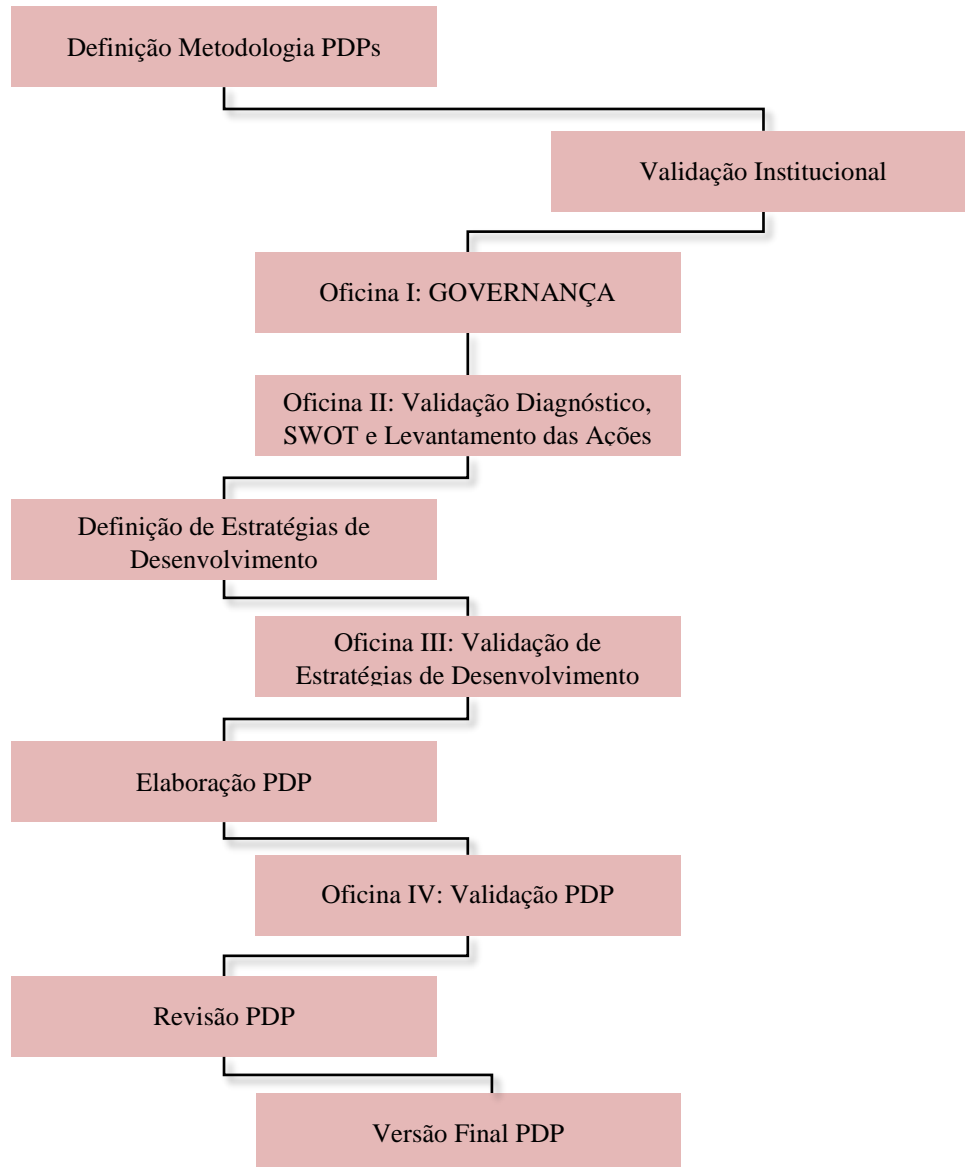 Definição Metodologia PDPs
Validação Institucional
Oficina I: GOVERNANÇA
Oficina II: Validação Diagnóstico,
SWOT e Levantamento das Ações
Definição de Estratégias de
Desenvolvimento
Oficina III: Validação de
Estratégias de Desenvolvimento
Elaboração PDP
Oficina IV: Validação PDP
Revisão PDP
Versão Final PDP